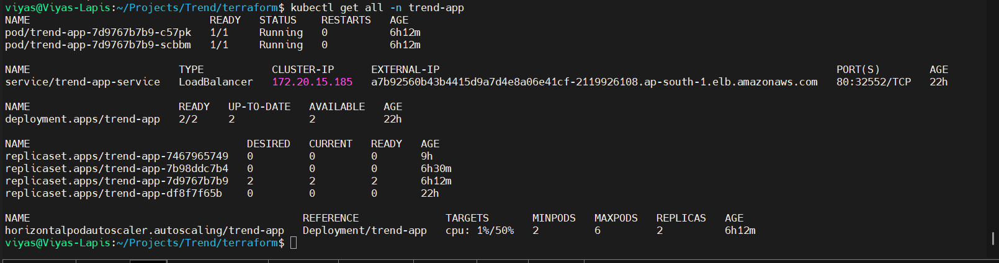 viyas@Viyas-Lapis:~/Projects/Trend/terraform$ kubectl get all -n trend-app
NAME                             READY   STATUS    RESTARTS   AGE
pod/trend-app-7d9767b7b9-c57pk   1/1     Running   0          6h12m
pod/trend-app-7d9767b7b9-scbbm   1/1     Running   0          6h12m
NAME                        TYPE           CLUSTER-IP      EXTERNAL-IP                                                                PORT(S)        AGE
service/trend-app-service   LoadBalancer   172.20.15.185   a7b92560b43b4415d9a7d4e8a06e41cf-2119926108.ap-south-1.elb.amazonaws.com   80:32552/TCP   22h
NAME                        READY   UP-TO-DATE   AVAILABLE   AGE
deployment.apps/trend-app   2/2     2            2           22h
NAME                                   DESIRED   CURRENT   READY   AGE
replicaset.apps/trend-app-7467965749   0         0         0       9h
replicaset.apps/trend-app-7b98ddc7b4   0         0         0       6h30m
replicaset.apps/trend-app-7d9767b7b9   2         2         2       6h12m
replicaset.apps/trend-app-df8f7f65b    0         0         0       22h
NAME                                            REFERENCE              TARGETS       MINPODS   MAXPODS   REPLICAS   AGE
horizontalpodautoscaler.autoscaling/trend-app   Deployment/trend-app   cpu: 1%/50%   2         6         2          6h12m
viyas@Viyas-Lapis:~/Projects/Trend/terraform$